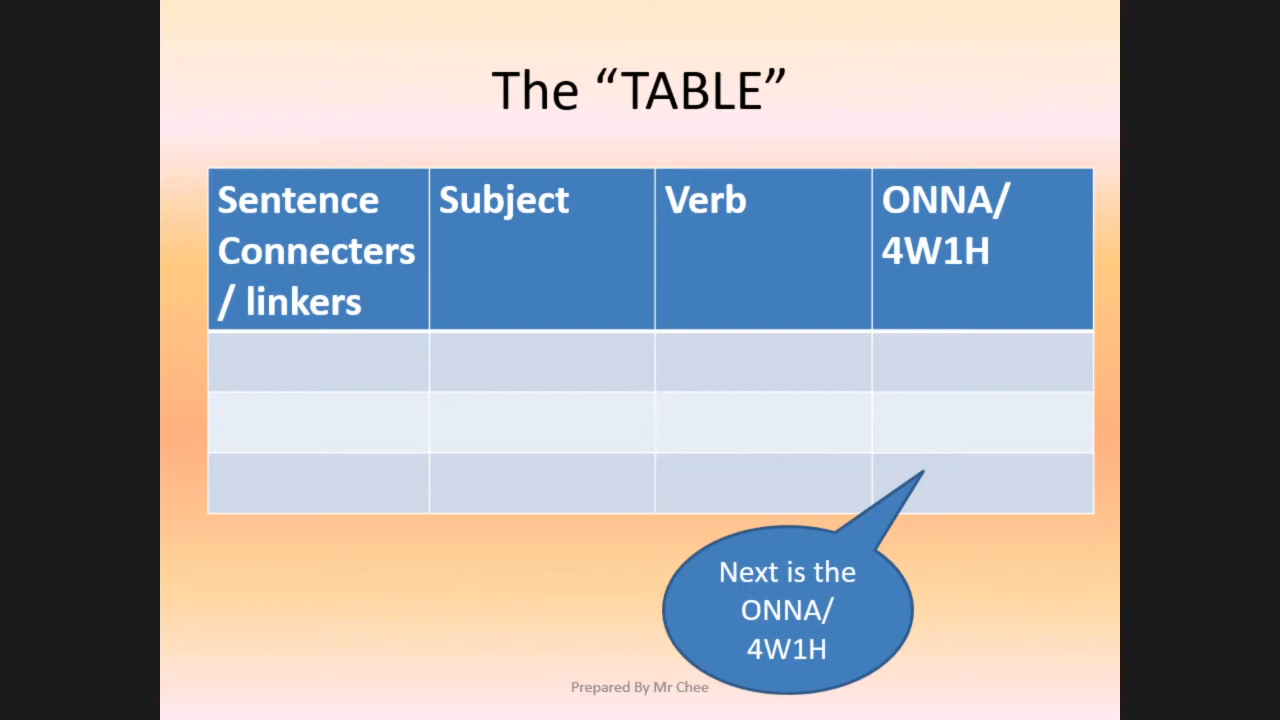 The “TABLE”
Sentence
Connecters
/ linkers
Subject
Verb
ONNA/
4W1H
Next is the
ONNA/
4W1H
Prepared By Mr Chee